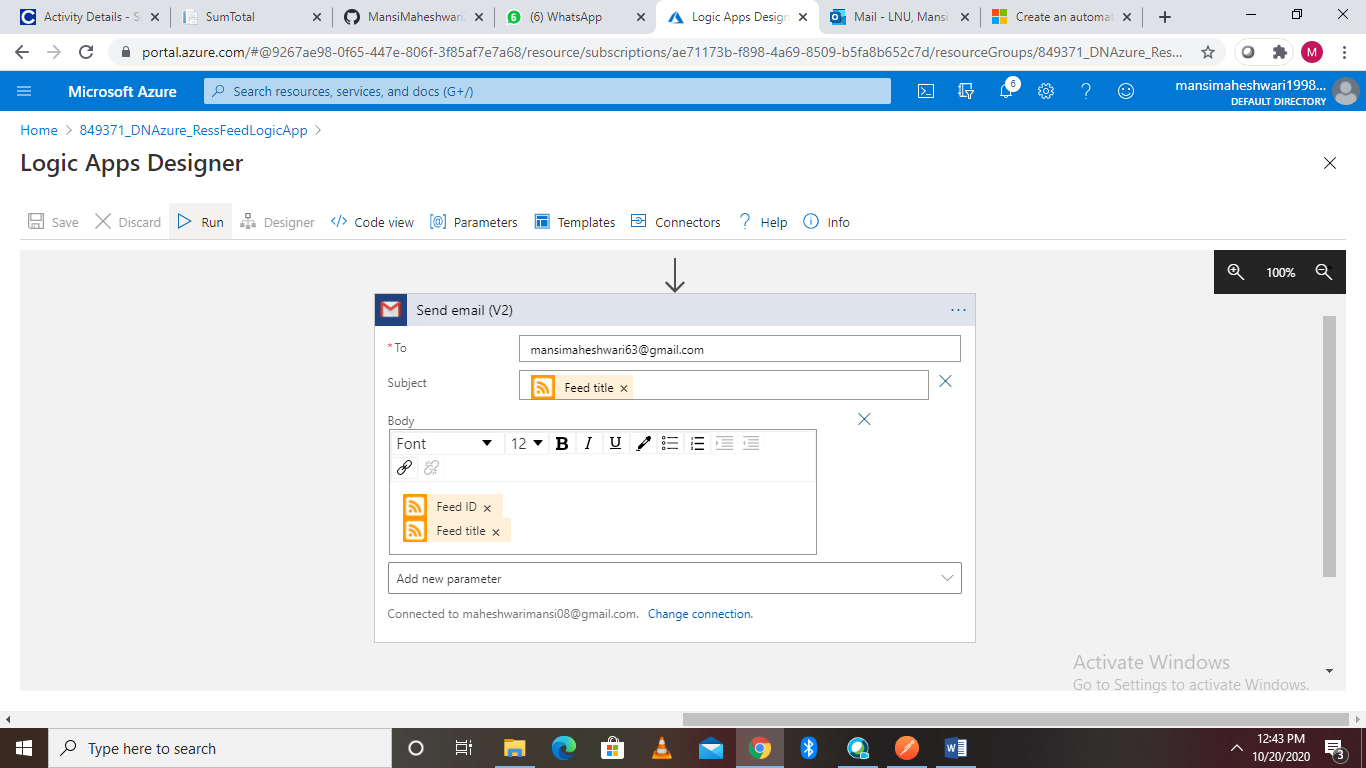 Activity Details - S
SumTotal
MansiMaheshwari
(6) WhatsApp
Logic Apps Design
Mail - LNU, Mansi
Create an automat
portal.azure.com/#@9267ae98-0f65-447e-806f-3f85af7e7a68/resource/subscriptions/ae71173b-f898-4a69-8509-b5fa8b652c7d/resourceGroups/849371_DNAzure_Res...
M
Microsoft Azure
Search resources, services, and docs (G+/)
6
mansimaheshwari1998...
DEFAULT DIRECTORY
Home > 849371_DNAzure_RessFeedLogicApp >
Logic Apps Designer
Save Discard Run Designer Code view Parameters Templates Connectors Help Info
100%
Send email (V2)
* To
mansimaheshwari63@gmail.com
Subject
Feed title ×
Body
Font 12 B I U
Feed ID ×
Feed title ×
Add new parameter
Connected to maheshwarimansi08@gmail.com. Change connection.
Activate Windows
Go to Settings to activate Windows.
Type here to search
12:43 PM
10/20/2020
3